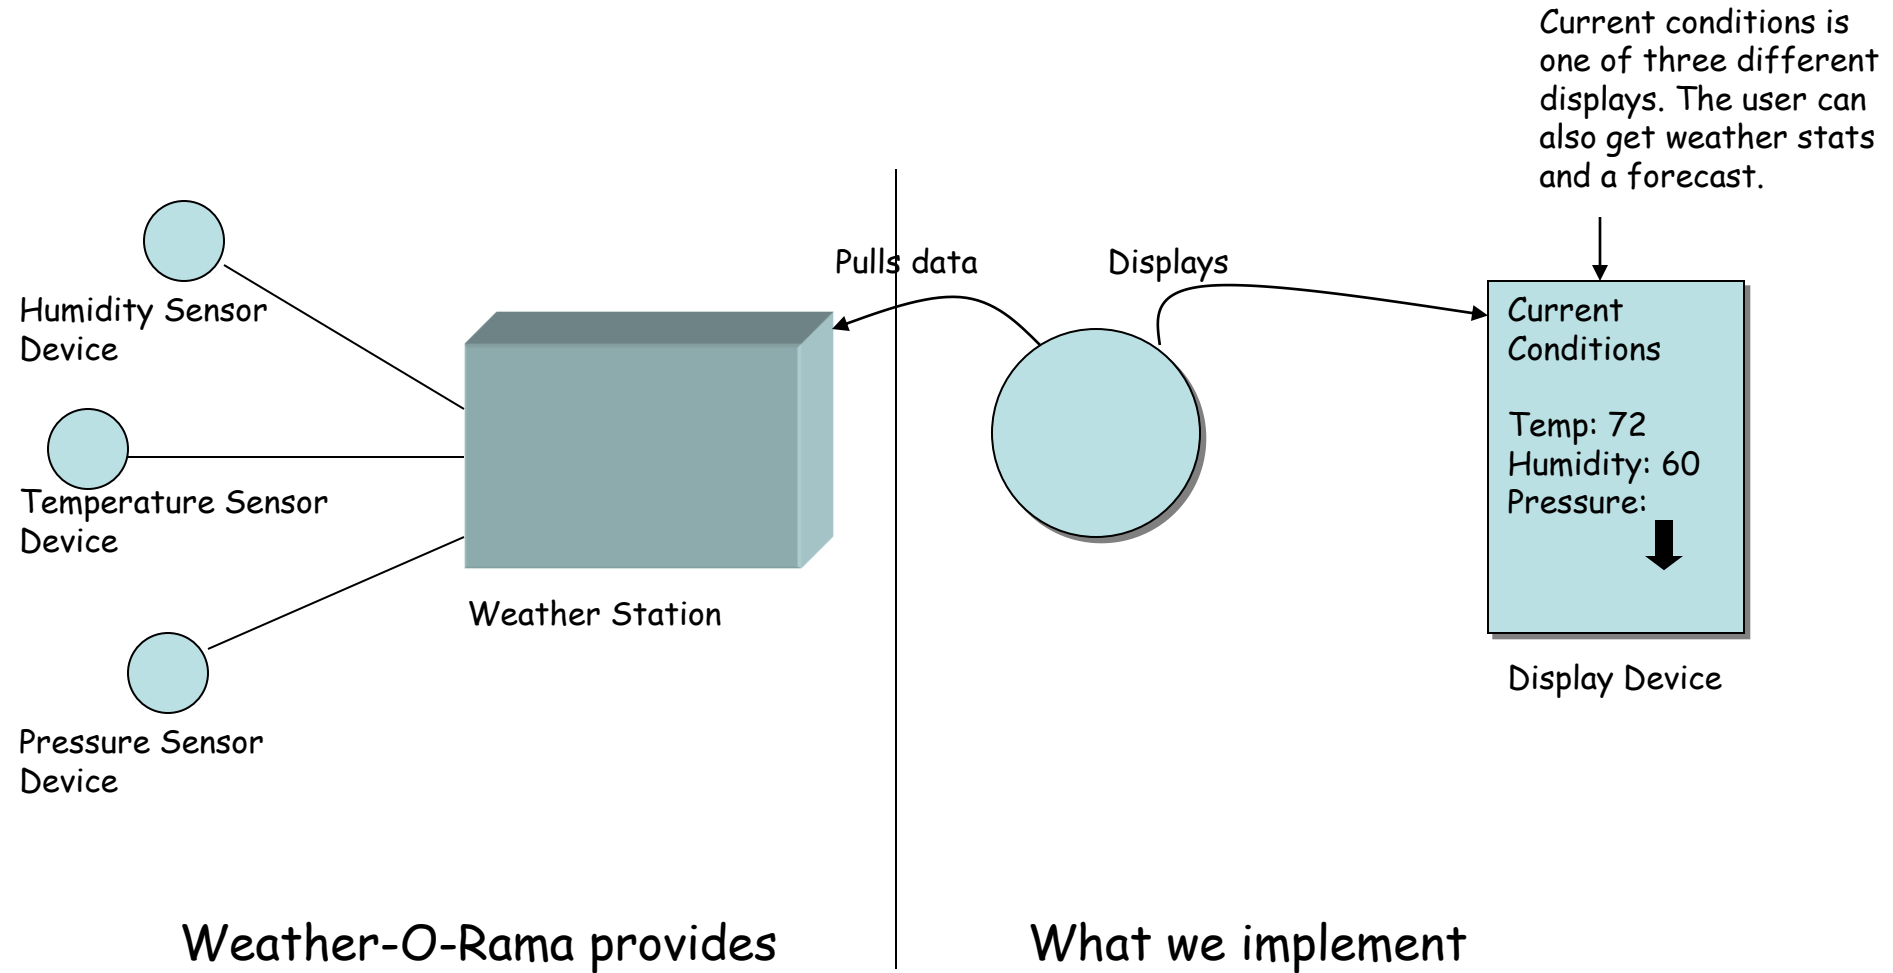 Current conditions is
one of three different
displays. The user can
also get weather stats
and a forecast.
Pulls data
Displays
Humidity Sensor
Device
Temperature Sensor
Device
Pressure Sensor
Device
Weather Station
Current
Conditions
Temp: 72
Humidity: 60
Pressure:
Display Device
Weather-O-Rama provides
What we implement